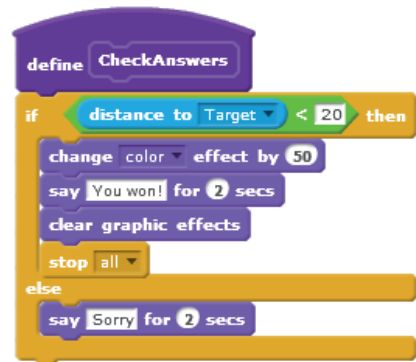 define CheckAnswers
if distance to Target < 20 then
change color effect by 50
say You won! for 2 secs
clear graphic effects
stop all
else
say Sorry for 2 secs